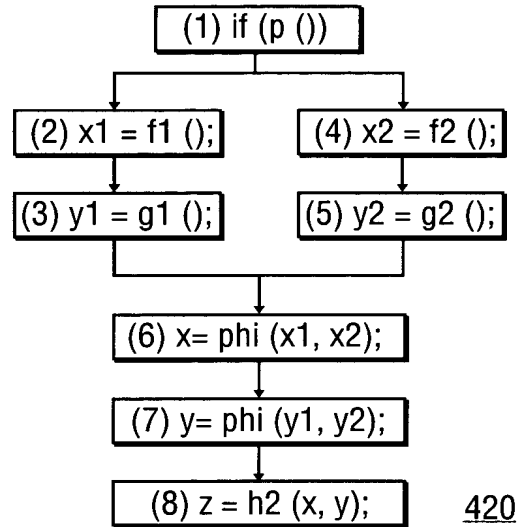 (1) if (p ())
(2) x1 = f1 ();
(4) x2 = f2 ();
(3) y1 = g1 ();
(5) y2 = g2 ();
(6) x= phi (x1, x2);
(7) y= phi (y1, y2);
(8) z = h2 (x, y);
420